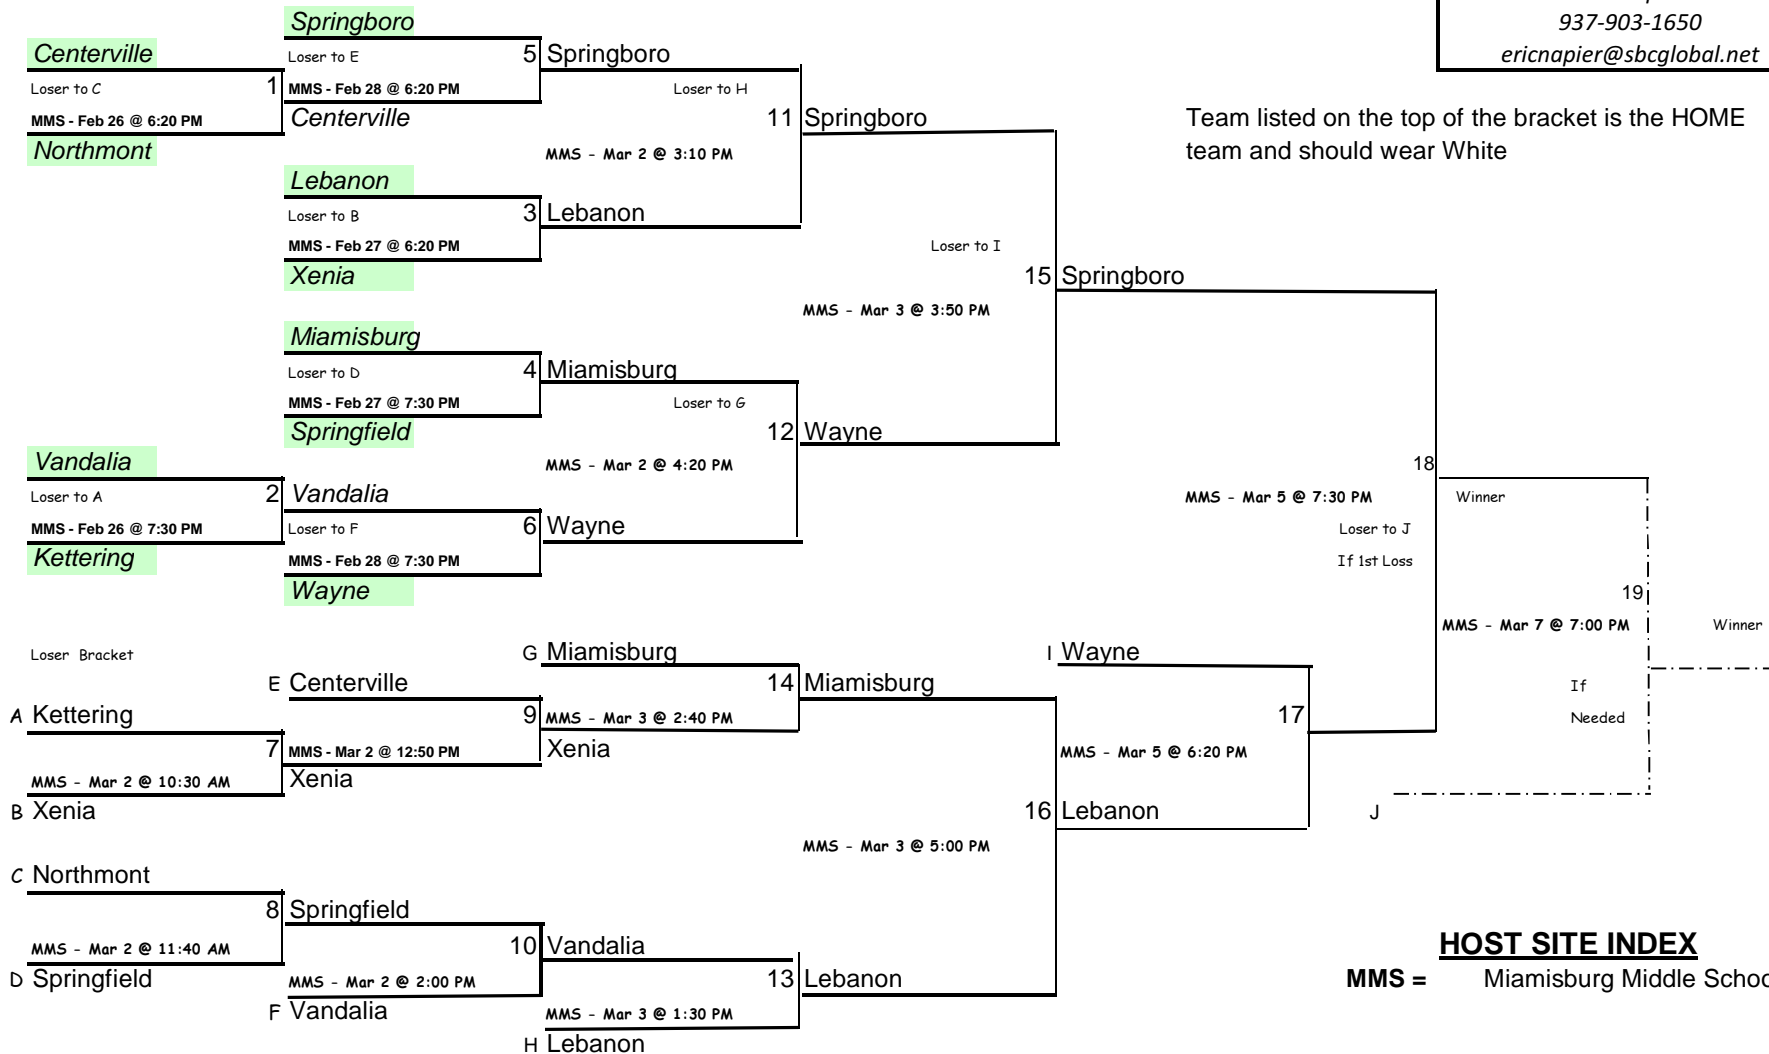 Springboro
937-903-1650
Centerville
Loser to E
5 Springboro
ericnapier@sbcglobal.net
Loser to C
1
MMS - Feb 28 @ 6:20 PM
Loser to H
MMS - Feb 26 @ 6:20 PM
Centerville
11 Springboro
Team listed on the top of the bracket is the HOME
team and should wear White
Northmont
MMS - Mar 2 @ 3:10 PM
Lebanon
Loser to B
3 Lebanon
MMS - Feb 27 @ 6:20 PM
Loser to I
Xenia
15 Springboro
MMS - Mar 3 @ 3:50 PM
Miamisburg
Loser to D
4 Miamisburg
MMS - Feb 27 @ 7:30 PM
Loser to G
Springfield
12 Wayne
Vandalia
MMS - Mar 2 @ 4:20 PM
18
Loser to A
2 Vandalia
MMS - Mar 5 @ 7:30 PM
Winner
MMS - Feb 26 @ 7:30 PM
Loser to F
6 Wayne
Loser to J
Kettering
MMS - Feb 28 @ 7:30 PM
If 1st Loss
Wayne
19
MMS - Mar 7 @ 7:00 PM
Winner
Loser Bracket
G Miamisburg
I Wayne
E Centerville
14 Miamisburg
If
A Kettering
9 MMS - Mar 3 @ 2:40 PM
17
Needed
7 MMS - Mar 2 @ 12:50 PM
Xenia
MMS - Mar 5 @ 6:20 PM
MMS - Mar 2 @ 10:30 AM
Xenia
B Xenia
16 Lebanon
J
MMS - Mar 3 @ 5:00 PM
C Northmont
8 Springfield
MMS - Mar 2 @ 11:40 AM
10 Vandalia
HOST SITE INDEX
D Springfield
MMS - Mar 2 @ 2:00 PM
13 Lebanon
MMS = Miamisburg Middle
F Vandalia
MMS - Mar 3 @ 1:30 PM
H Lebanon